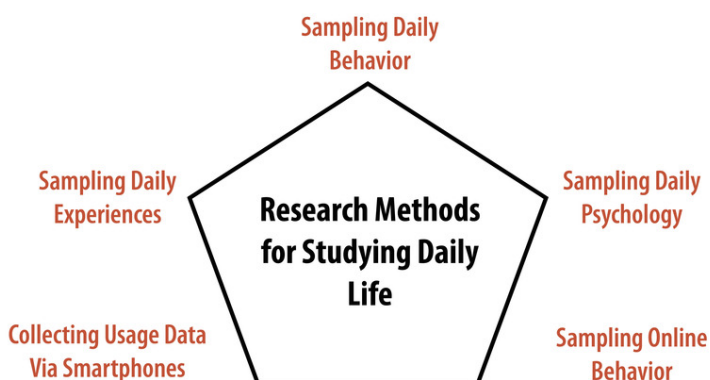 Sampling Daily
Behavior
Sampling Daily
Experiences
Sampling Daily
Psychology
Research Methods
for Studying Daily
Life
Collecting Usage Data
Via Smartphones
Sampling Online
Behavior